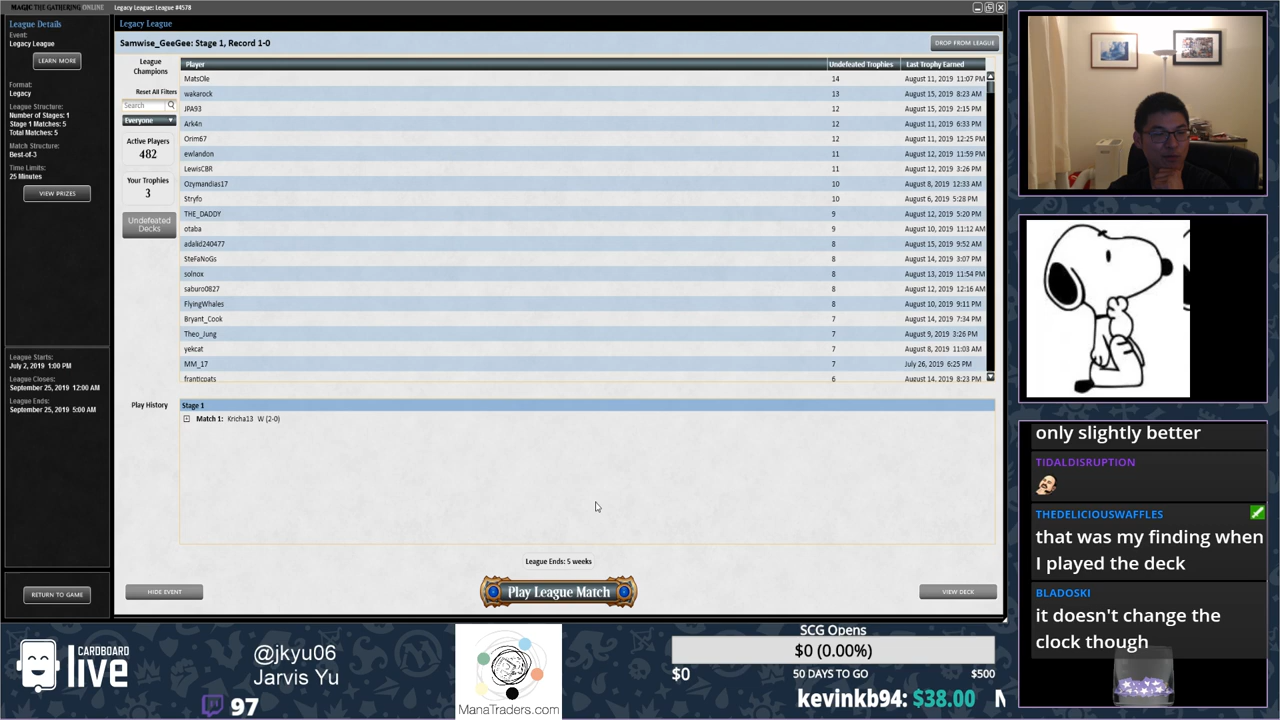 MAGIC THE GATHERING ONLINE
Legacy League: League #4578
League Details
Event:
Legacy League
LEARN MORE
Format:
Legacy
League Structure:
Number of Stages: 1
Stage 1 Matches: 5
Total Matches: 5
Match Structure:
Best-of-3
Time Limits:
25 Minutes
VIEW PRIZES
League Starts:
July 2, 2019 1:00 PM
League Closes:
September 25, 2019 12:00 AM
League Ends:
September 25, 2019 5:00 AM
RETURN TO GAME
Legacy League
Samwise_GeeGee: Stage 1, Record 1-0
DROP FROM LEAGUE
League Champions
Reset All Filters
Search
Everyone
Active Players
482
Your Trophies
3
Undefeated Decks
Player Undefeated Trophies Last Trophy Earned
MatsOle 14 August 11, 2019 11:07 PM
wakarock 13 August 15, 2019 8:23 AM
JPA93 12 August 15, 2019 2:15 PM
Ark4n 12 August 11, 2019 6:33 PM
Orim67 12 August 11, 2019 12:25 PM
ewlandon 11 August 12, 2019 11:59 PM
LewisCBR 11 August 12, 2019 3:26 PM
Ozymandias17 10 August 8, 2019 12:33 AM
Stryfo 10 August 6, 2019 5:28 PM
THE_DADDY 9 August 12, 2019 5:20 PM
otaba 9 August 10, 2019 11:12 AM
adalid240477 8 August 15, 2019 9:52 AM
SteFaNoGs 8 August 14, 2019 3:07 PM
solnox 8 August 13, 2019 11:54 PM
saburo0827 8 August 12, 2019 12:16 AM
FlyingWhales 8 August 10, 2019 9:11 PM
Bryant_Cook 7 August 14, 2019 7:34 PM
Theo_Jung 7 August 9, 2019 3:26 PM
yekcat 7 August 8, 2019 11:03 AM
MM_17 7 July 26, 2019 6:25 PM
franticoats 6 August 14, 2019 8:23 PM
Play History
Stage 1
Match 1: Kricha13 W (2-0)
League Ends: 5 weeks
HIDE EVENT
Play League Match
VIEW DECK
only slightly better
TIDALDISRUPTION
THEDELICIOUSWAFFLES
that was my finding when
I played the deck
BLADOSKI
it doesn't change the
clock though
CARDBOARD
live
@jkyu06
Jarvis Yu
97
ManaTraders.com
SCG Opens
$0 (0.00%)
$0 50 DAYS TO GO $500
kevinkb94: $38.00